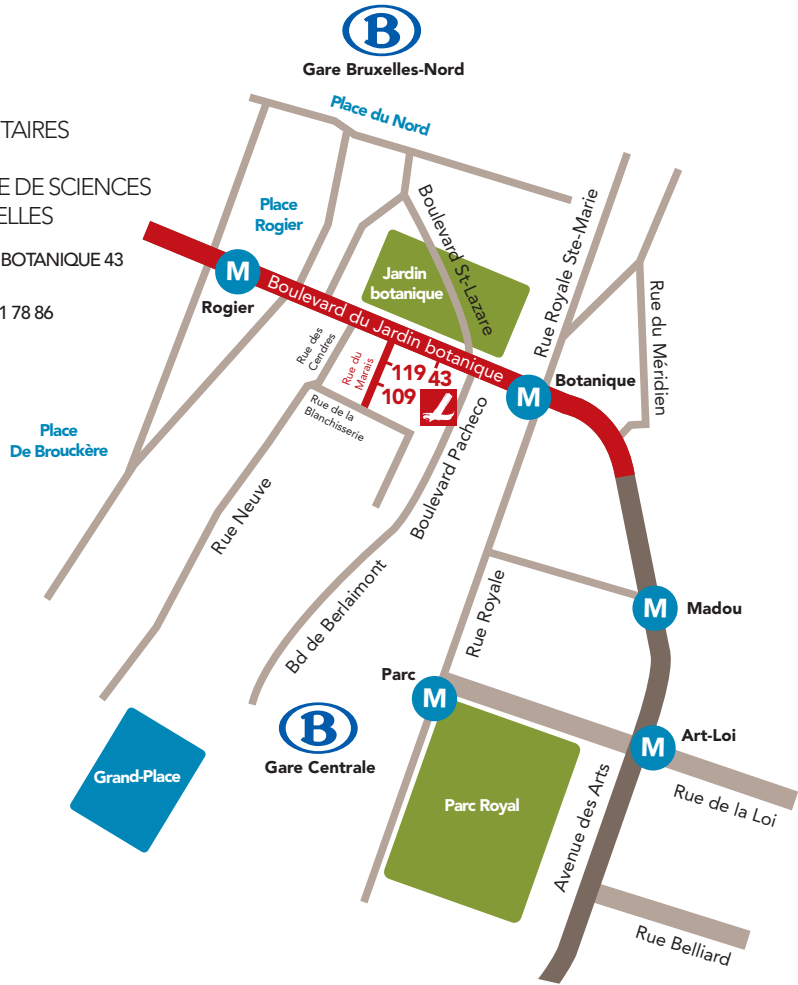 B
Gare Bruxelles-Nord
Place du Nord
TAIRES
E DE SCIENCES
ELLES
BOTANIQUE 43
1 78 86
Place
Rogier
Boulevard St-Lazare
Rue Royale Ste-Marie
Jardin
botanique
M
Rogier
Boulevard du Jardin botanique
Rue du Méridien
Rue des
Cendres
Rue du
Marais
119
43
109
M
Botanique
Rue de la
Blanchisserie
Place
De Brouckère
Boulevard Pacheco
Rue Neuve
Bd de Berlaimont
Rue Royale
M
Madou
Parc
M
B
Gare Centrale
Grand-Place
Parc Royal
M
Art-Loi
Rue de la Loi
Avenue des Arts
Rue Belliard